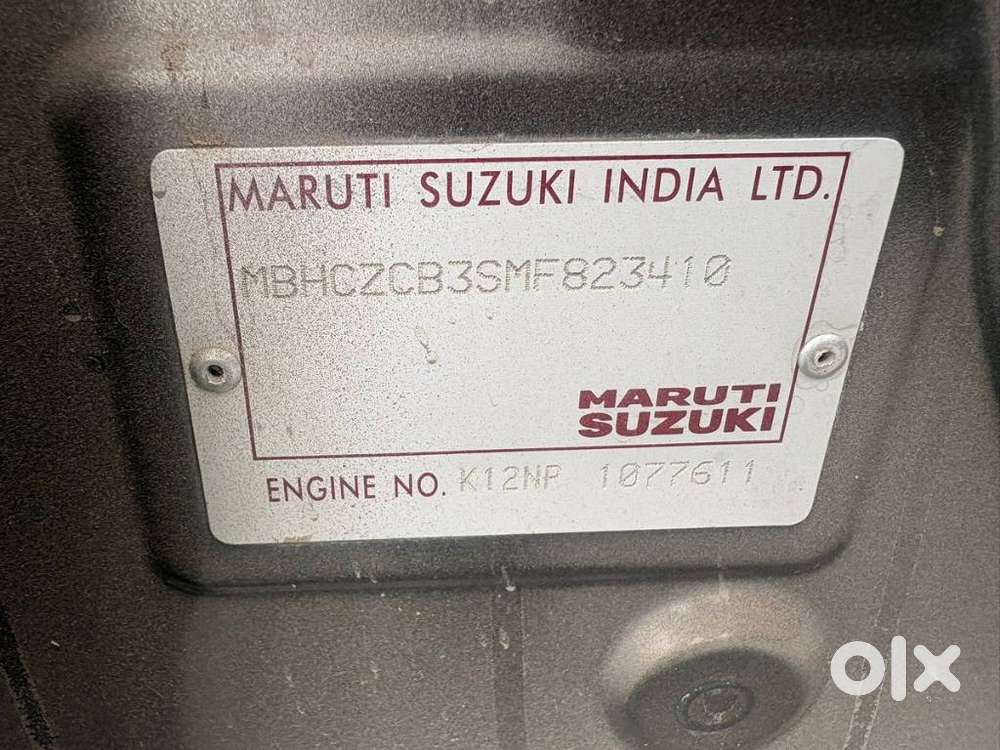 MARUTI SUZUKI INDIA LTD.
MBHCZCB3SMF823410
MARUTI
SUZUKI
ENGINE NO. K12NP 1077611
olx